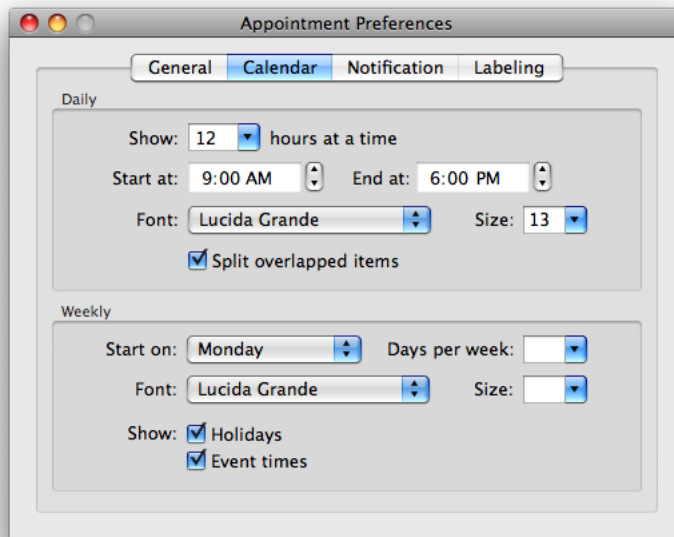 Appointment Preferences
General Calendar Notification Labeling
Daily
Show: 12 hours at a time
Start at: 9:00 AM End at: 6:00 PM
Font: Lucida Grande Size: 13
Split overlapped items
Weekly
Start on: Monday Days per week:
Font: Lucida Grande Size:
Show: Holidays
Event times